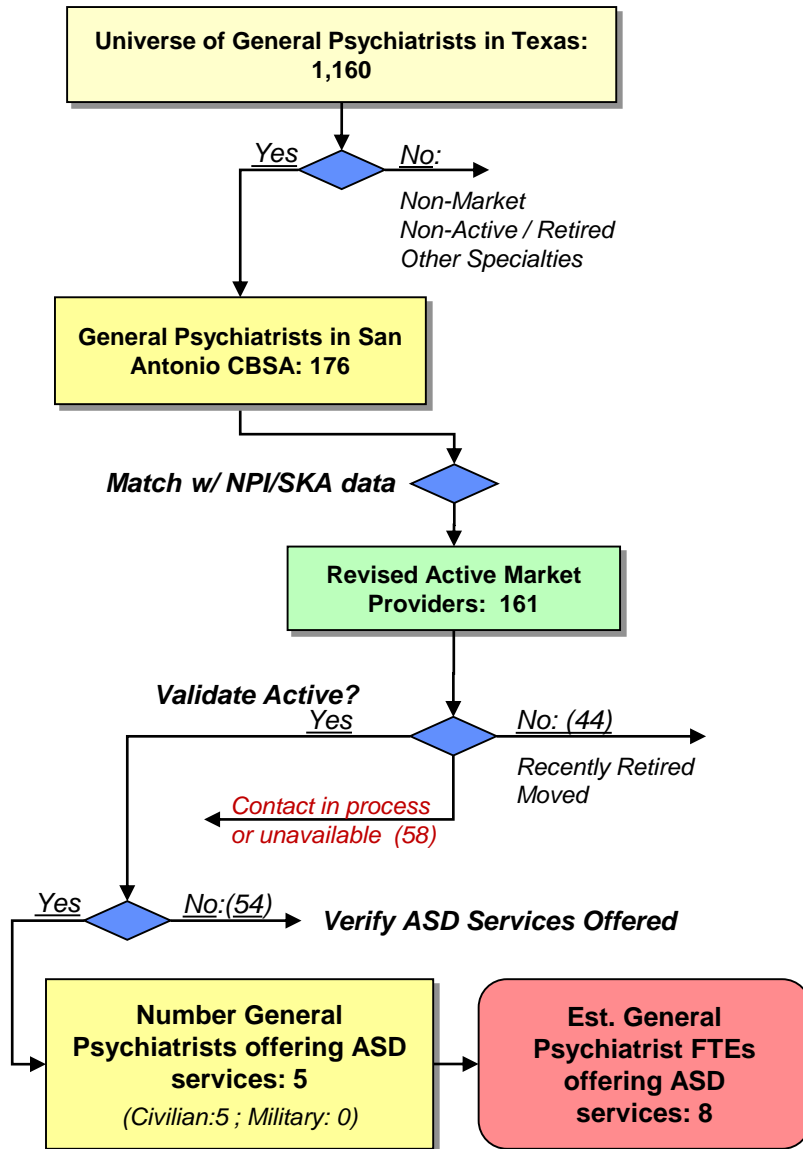 Universe of General Psychiatrists in Texas:
1,160
Yes
No:
Non-Market
Non-Active / Retired
Other Specialties
General Psychiatrists in San
Antonio CBSA: 176
Match w/ NPI/SKA data
Revised Active Market
Providers:  161
Validate Active?
Yes
No: (44)
Recently Retired
Moved
Contact in process
or unavailable  (58)
Yes
No:(54)
Verify ASD Services Offered
Number General
Psychiatrists offering ASD
services: 5
(Civilian:5 ; Military: 0)
Est. General
Psychiatrist FTEs
offering ASD
services: 8